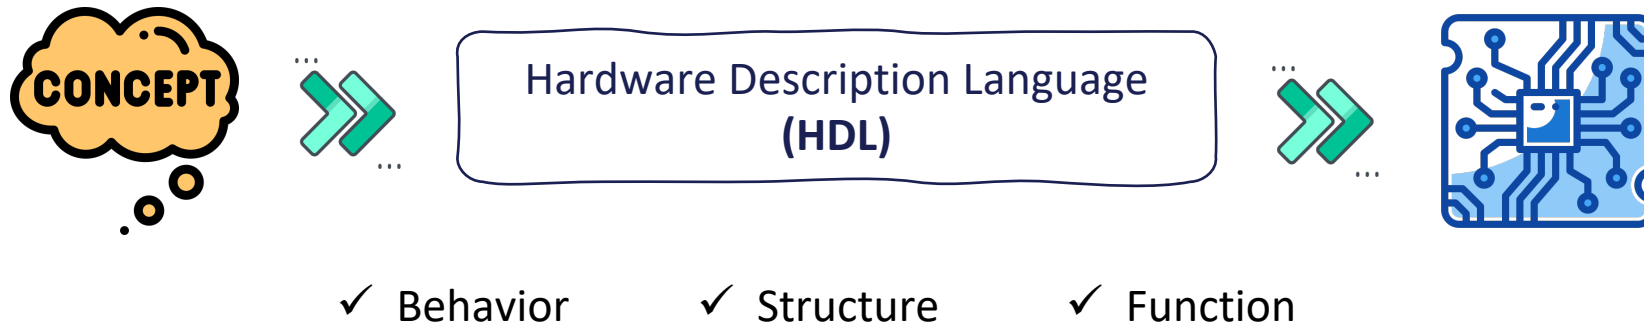 CONCEPT
Hardware Description Language
(HDL)
✓ Behavior ✓ Structure ✓ Function